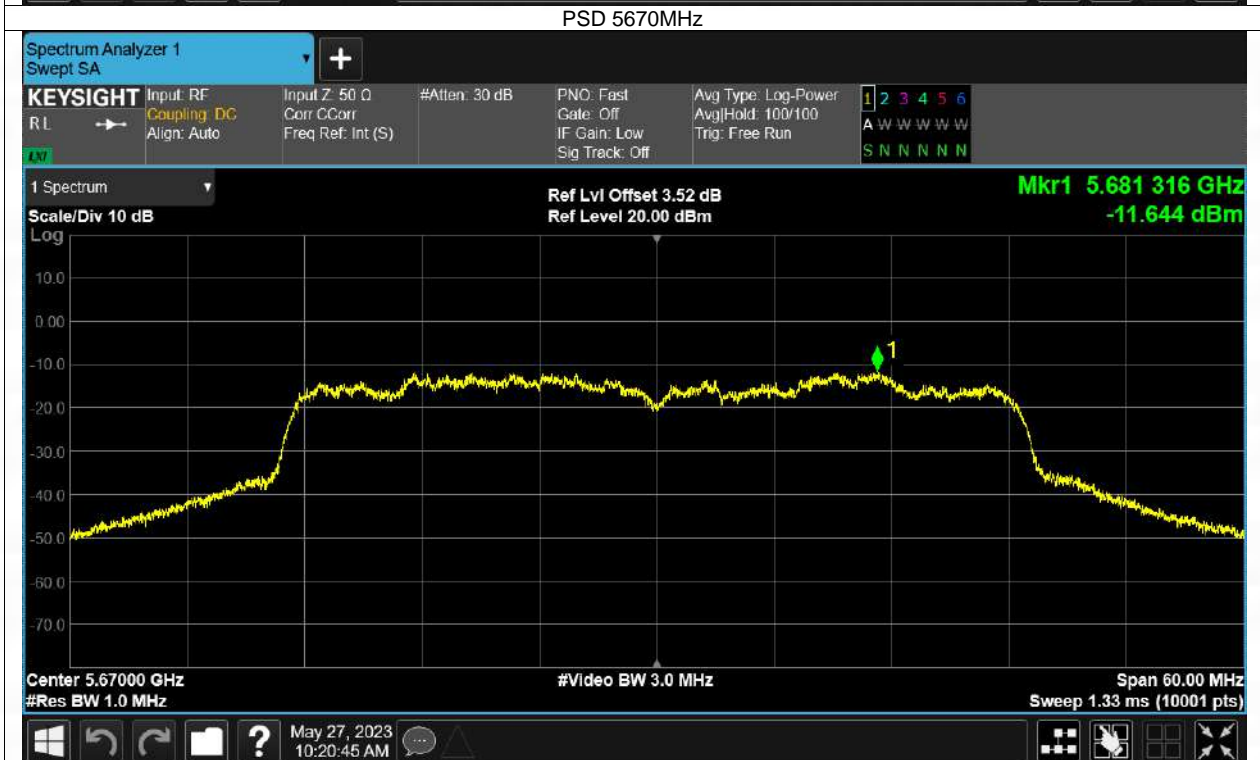 PSD 5670MHz
Spectrum Analyzer 1
Swept SA
+
KEYSIGHT
RL
LXI
Input: RF
Coupling: DC
Align: Auto
Input Z: 50 Ω
Corr CCorr
Freq Ref: Int (S)
#Atten: 30 dB
PNO: Fast
Gate: Off
IF Gain: Low
Sig Track: Off
Avg Type: Log-Power
Avg|Hold: 100/100
Trig: Free Run
1 2 3 4 5 6
A W W W W W
S N N N N N
1 Spectrum
Scale/Div 10 dB
Log
Ref Lvl Offset 3.52 dB
Ref Level 20.00 dBm
Mkr1 5.681 316 GHz
-11.644 dBm
10.0
0.00
-10.0
-20.0
-30.0
-40.0
-50.0
-60.0
-70.0
1
Center 5.67000 GHz
#Res BW 1.0 MHz
#Video BW 3.0 MHz
Span 60.00 MHz
Sweep 1.33 ms (10001 pts)
?
May 27, 2023
10:20:45 AM